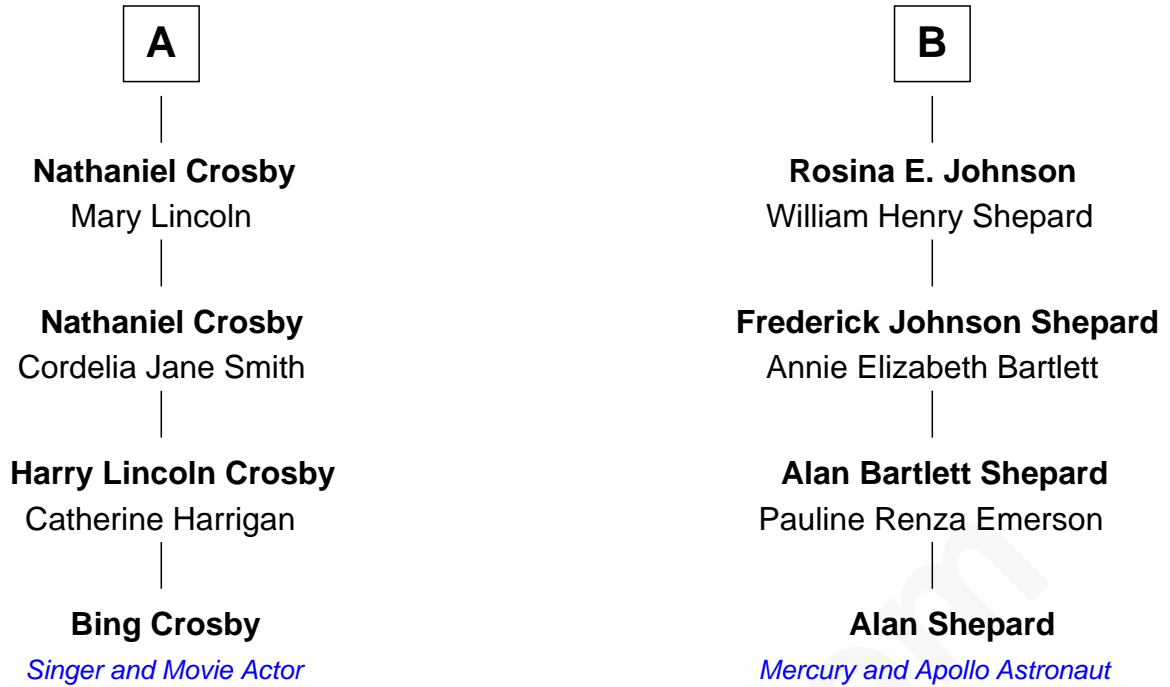 A
Nathaniel Crosby
Mary Lincoln
Nathaniel Crosby
Cordelia Jane Smith
Harry Lincoln Crosby
Catherine Harrigan
Bing Crosby
Singer and Movie Actor
B
Rosina E. Johnson
William Henry Shepard
Frederick Johnson Shepard
Annie Elizabeth Bartlett
Alan Bartlett Shepard
Pauline Renza Emerson
Alan Shepard
Mercury and Apollo Astronaut